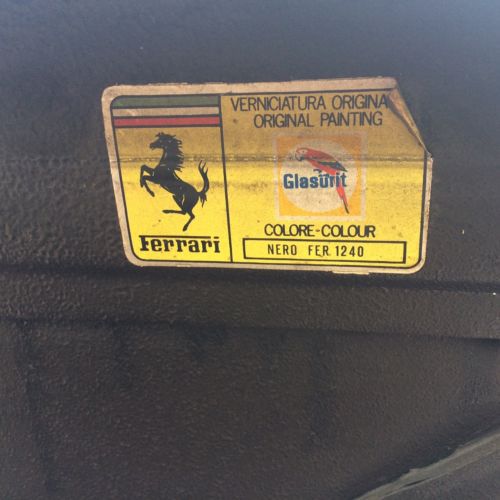 VERNICIATURA ORIGINA
ORIGINAL PAINTING
Glasurit
COLORE-COLOUR
NERO FER. 1240
Ferrari